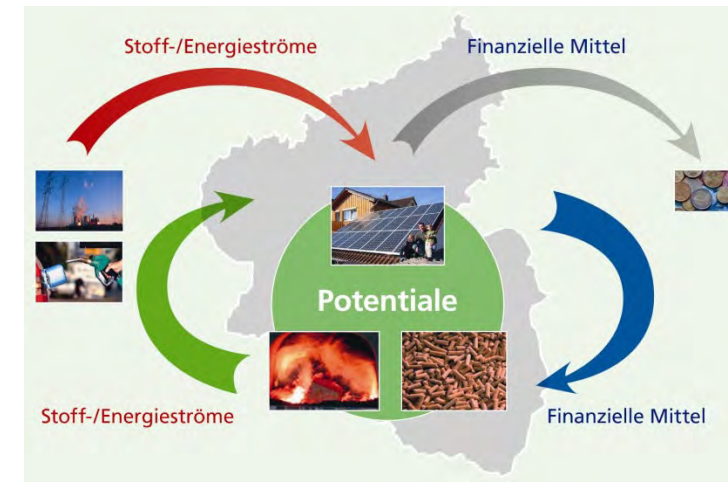 Stoff-/Energieströme
Finanzielle Mittel
Potentiale
Stoff-/Energieströme
Finanzielle Mittel